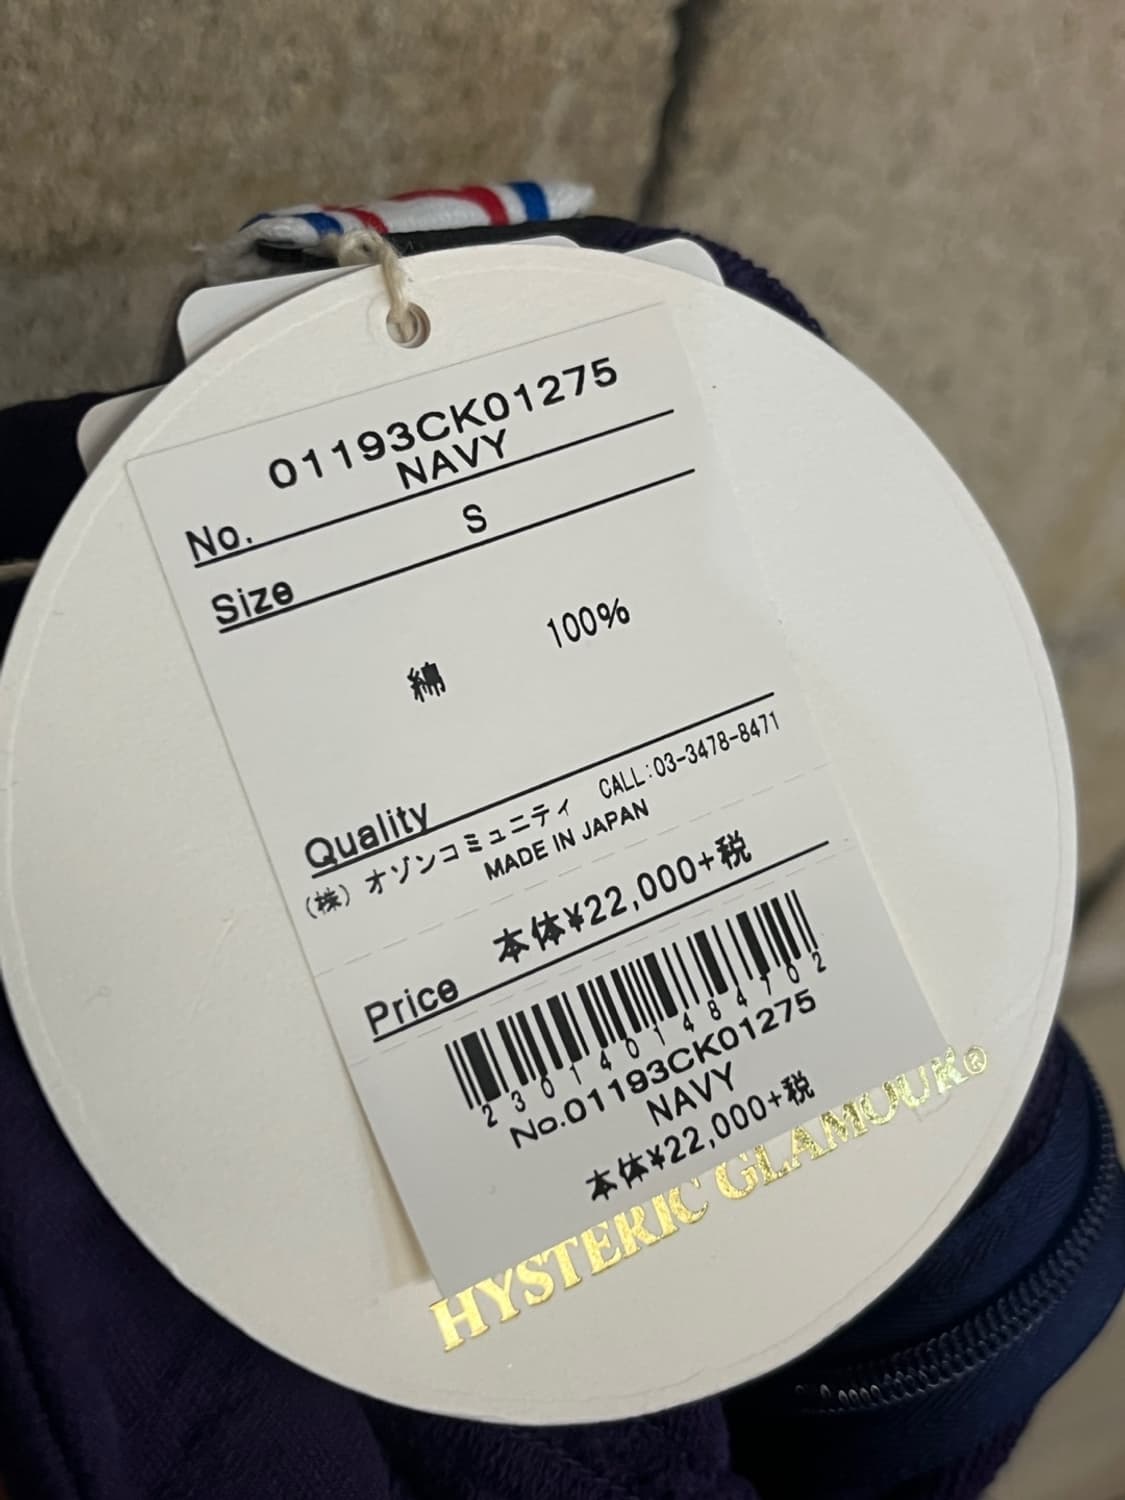 01193CK01275
NAVY
No.
S
Size
綿 100%
Quality
(株)オゾンコミュニティ CALL:03-3478-8471
MADE IN JAPAN
本体¥22,000+税
Price
2301401484702
No.01193CK01275
NAVY
本体¥22,000+税
HYSTERIC GLAMOUR®